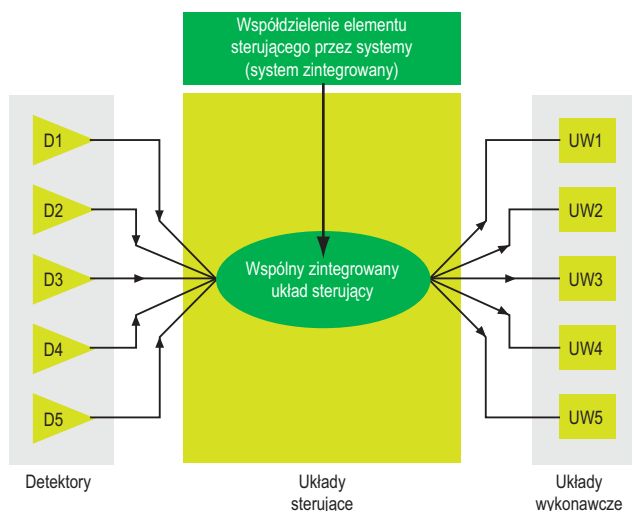 Współdzielenie elementu
sterującego przez systemy
(system zintegrowany)
D1
D2
D3
D4
D5
Wspólny zintegrowany
układ sterujący
UW1
UW2
UW3
UW4
UW5
Detektory
Układy
sterujące
Układy
wykonawcze